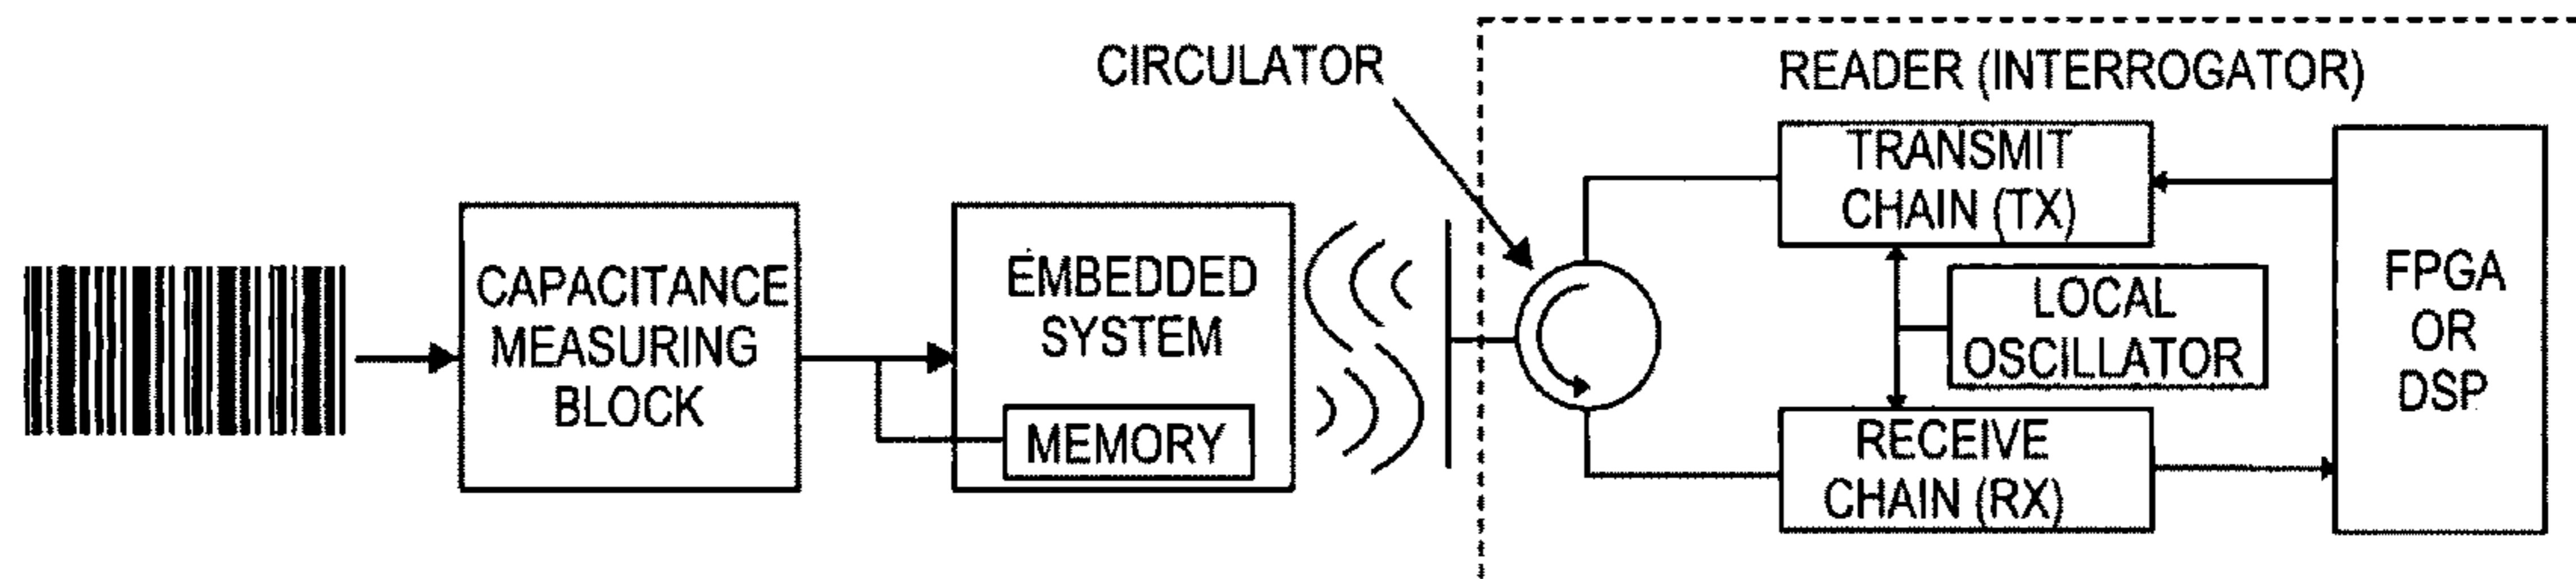 CIRCULATOR
READER (INTERROGATOR)
TRANSMIT
CHAIN (TX)
CAPACITANCE
MEASURING
BLOCK
EMBEDDED
SYSTEM
MEMORY
LOCAL
OSCILLATOR
FPGA
OR
DSP
RECEIVE
CHAIN (RX)